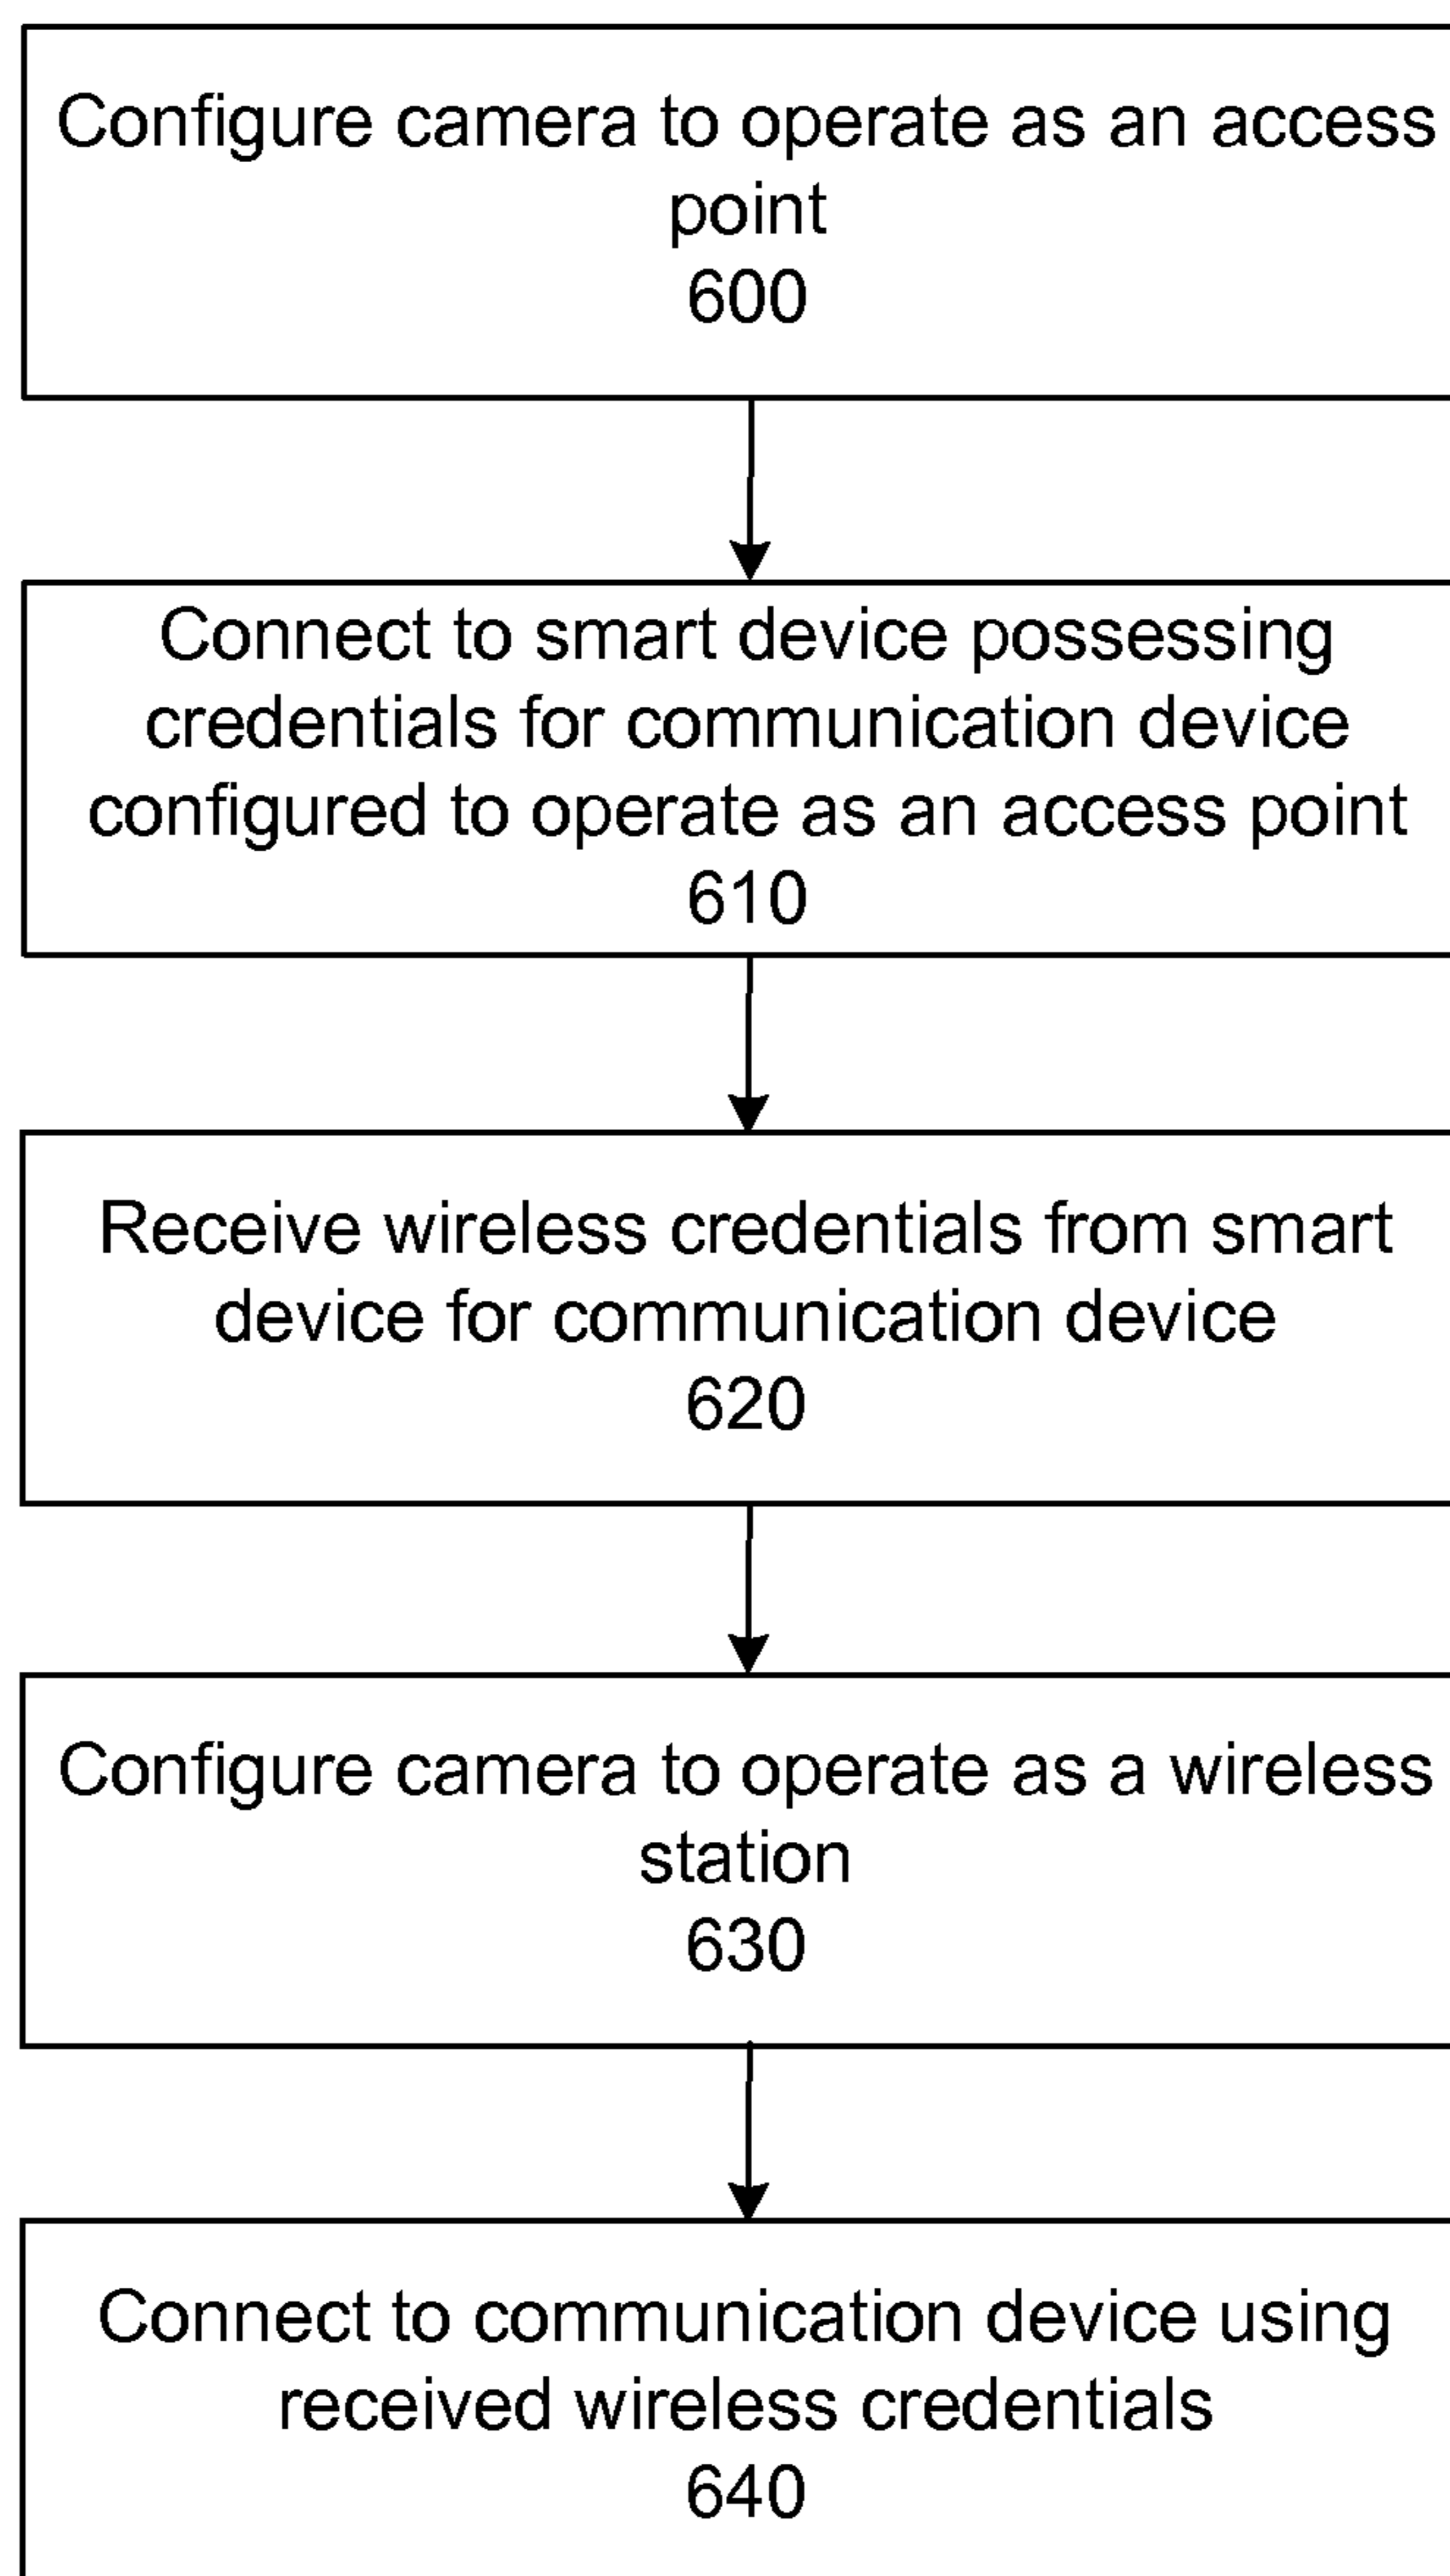 Configure camera to operate as an access
point
600
Connect to smart device possessing
credentials for communication device
configured to operate as an access point
610
Receive wireless credentials from smart
device for communication device
620
Configure camera to operate as a wireless
station
630
Connect to communication device using
received wireless credentials
640